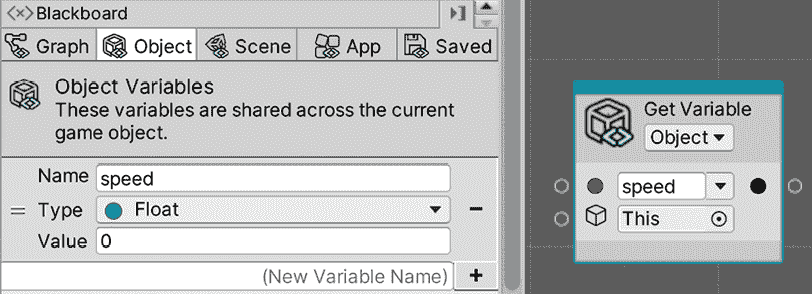 <×> Blackboard
Graph Object Scene App Saved
Object Variables
These variables are shared across the current
game object.
Name speed
= Type Float −
Value 0
(New Variable Name) +
Get Variable
Object
speed
This